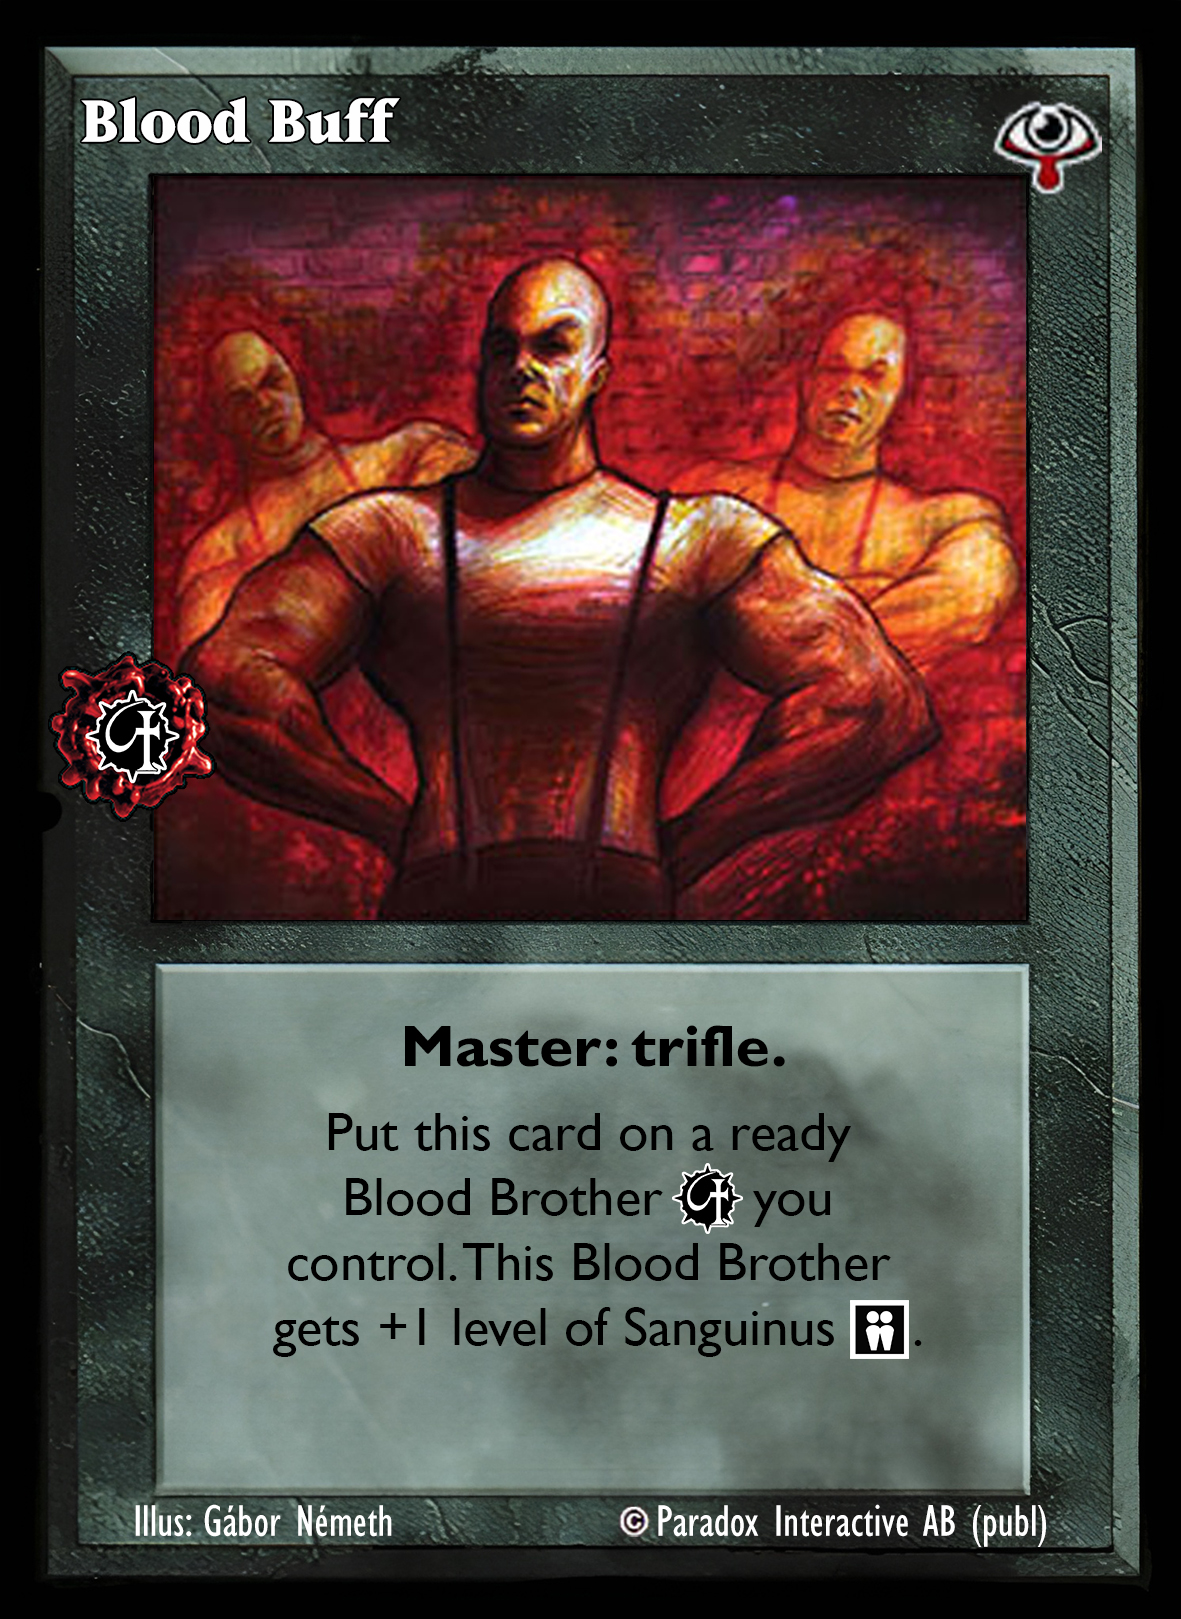 Blood Buff
Master: trifle.
Put this card on a ready
Blood Brother you
control. This Blood Brother
gets +1 level of Sanguinus .
Illus: Gábor Németh
© Paradox Interactive AB (publ)